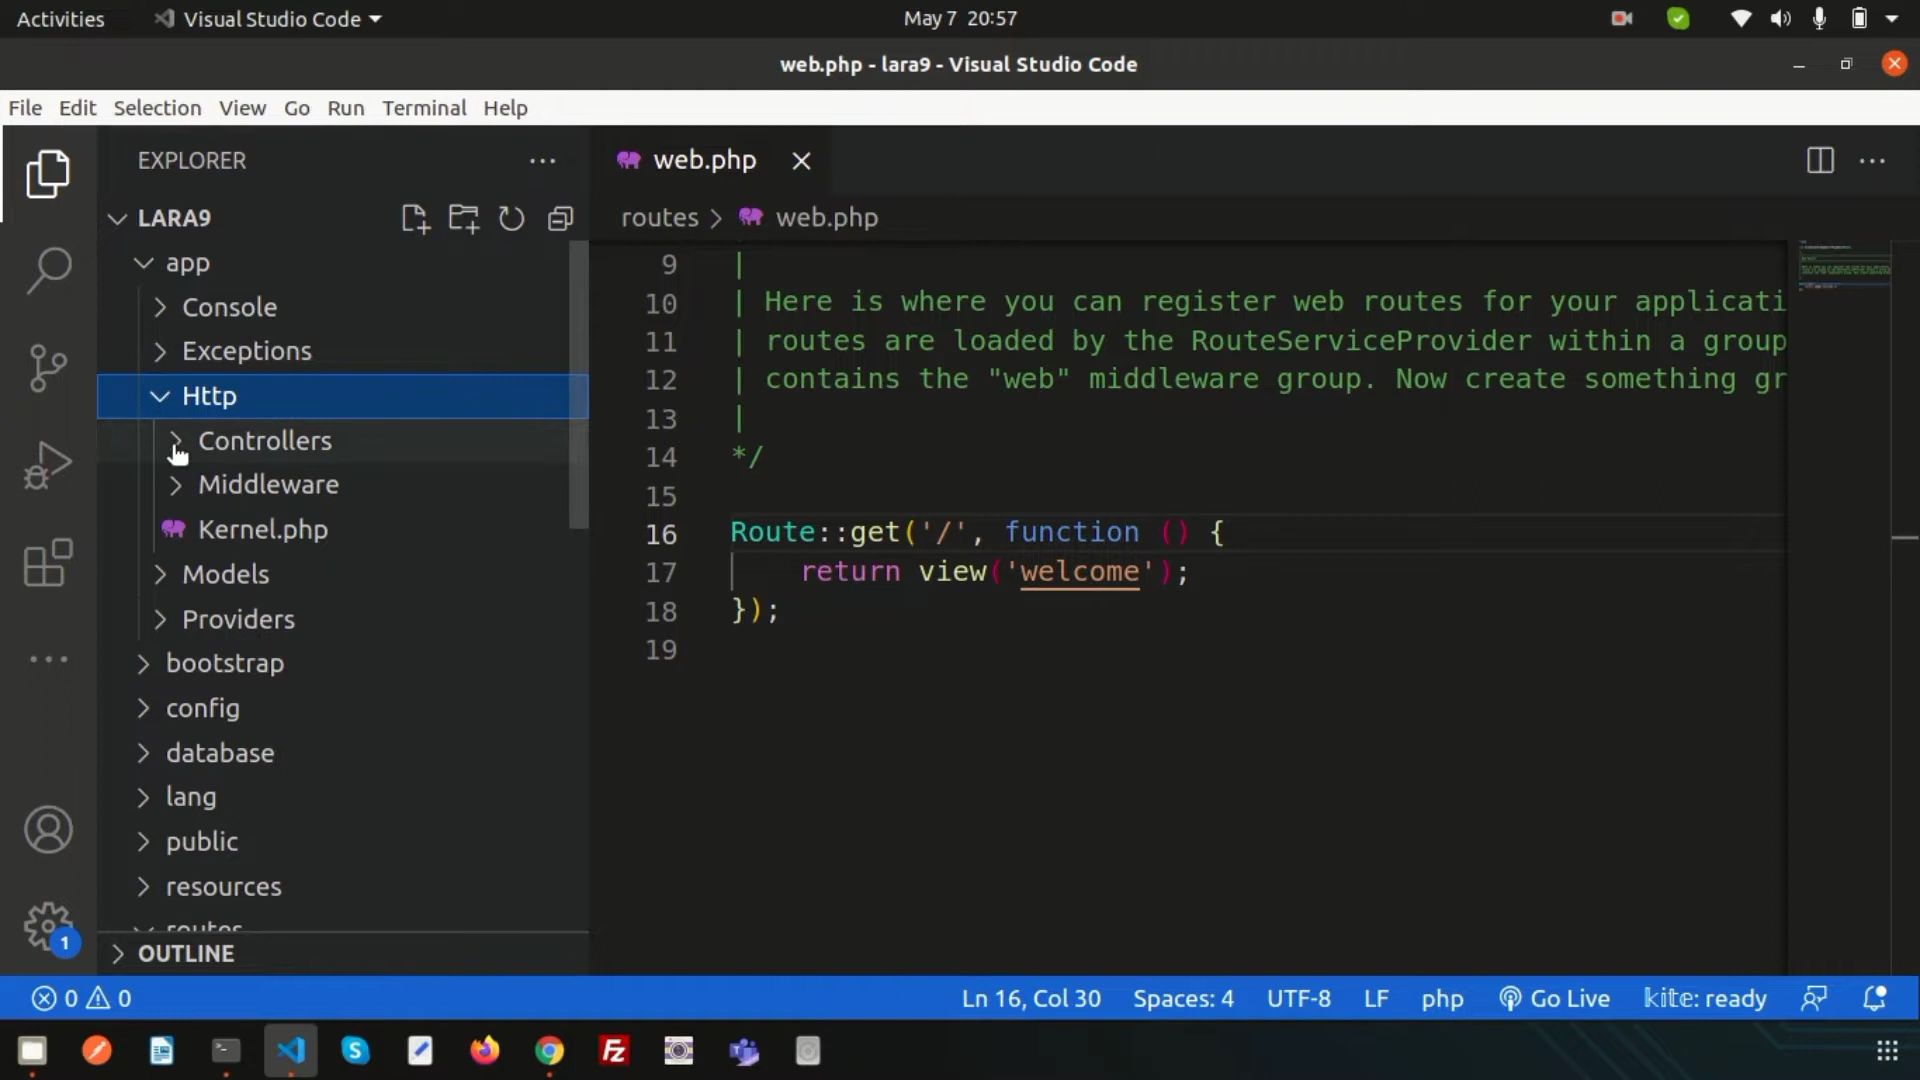 Activities
Visual Studio Code
May 7 20:57
web.php - lara9 - Visual Studio Code
File Edit Selection View Go Run Terminal Help
EXPLORER
LARA9
app
Console
Exceptions
Http
Controllers
Middleware
Kernel.php
Models
Providers
bootstrap
config
database
lang
public
resources
routes
OUTLINE
web.php
routes > web.php
9 |
10 | Here is where you can register web routes for your applicati
11 | routes are loaded by the RouteServiceProvider within a group
12 | contains the "web" middleware group. Now create something gr
13 |
14 */
15
16 Route::get('/', function () {
17 return view('welcome');
18 });
19
1
0 0
Ln 16, Col 30 Spaces: 4 UTF-8 LF php Go Live kite: ready